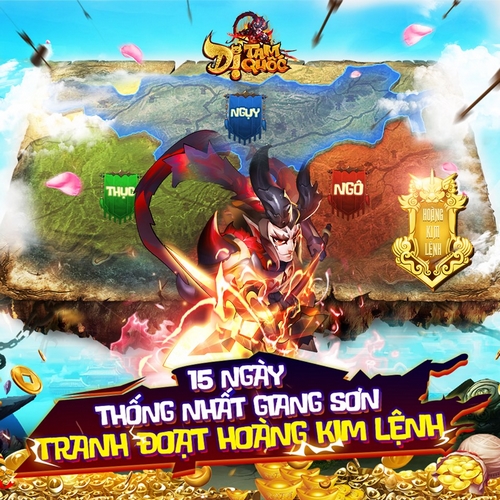 Dị TAM
QUỐC
NGỤY
THỤC
NGÔ
HOÀNG
KIM
LỆNH
15 NGÀY
THỐNG NHẤT GIANG SƠN
TRANH ĐOẠT HOÀNG KIM LỆNH